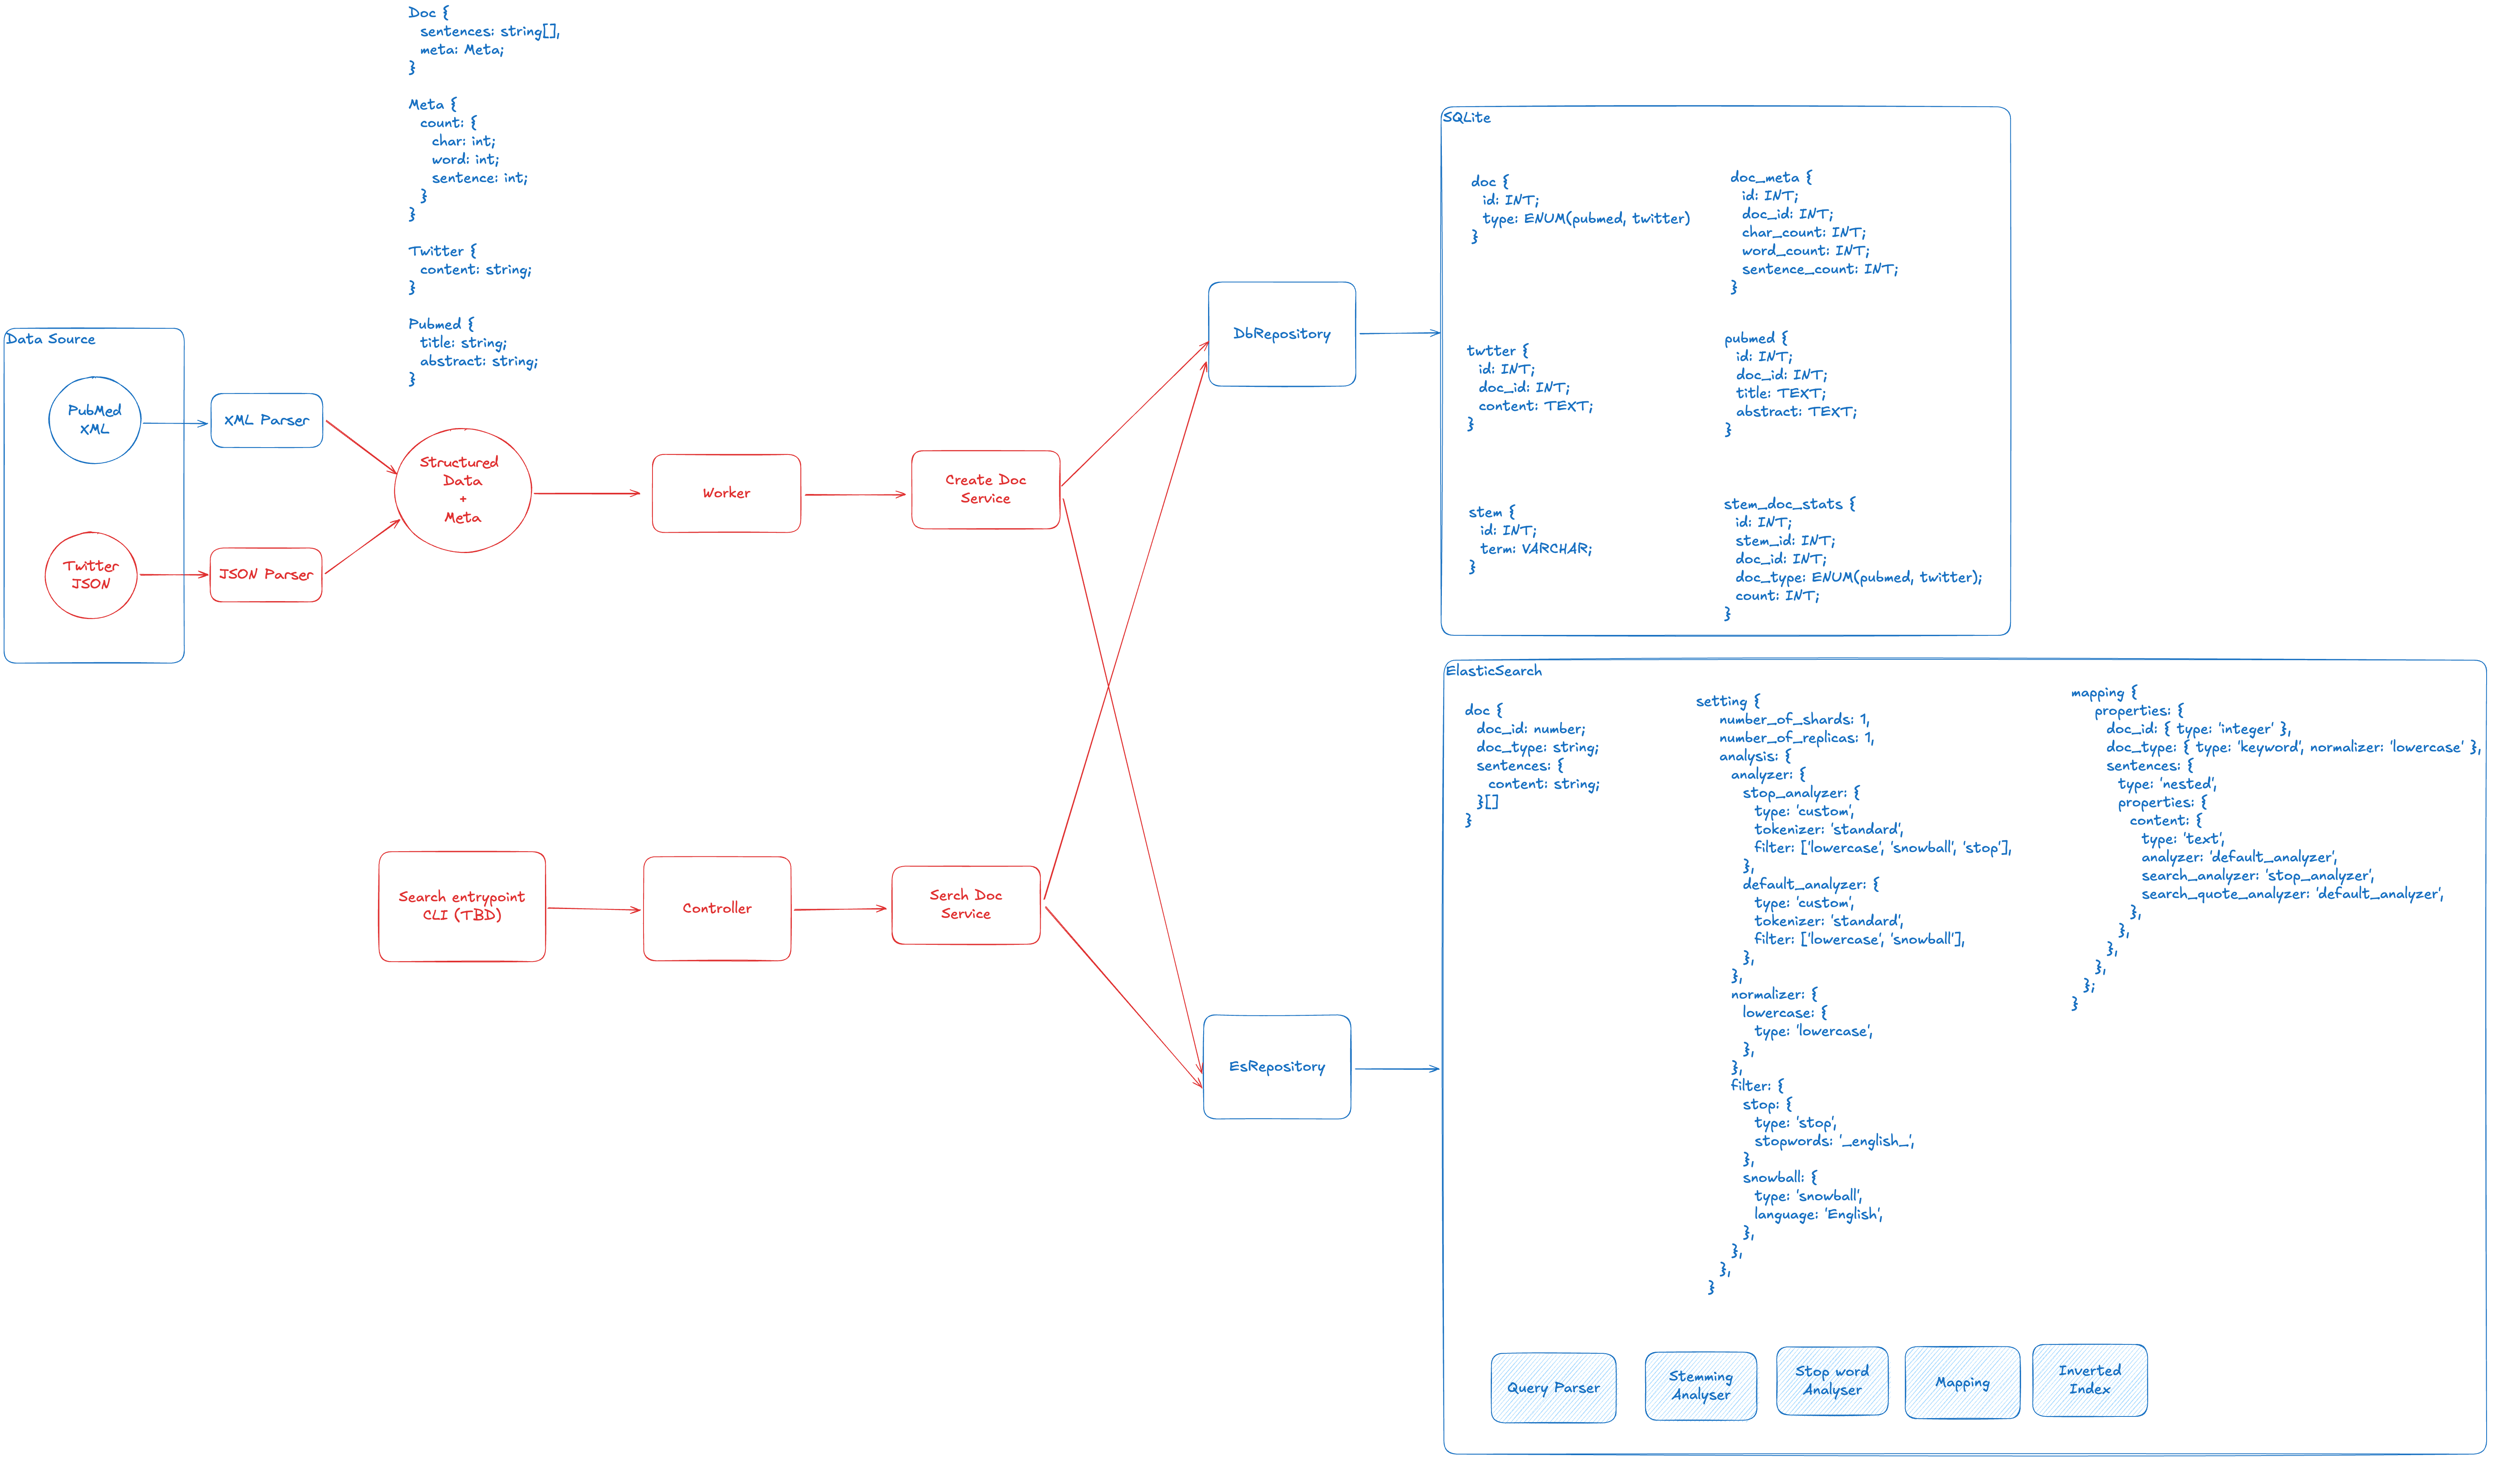 Doc {
sentences: string[],
meta: Meta;
}
Meta {
count: {
char: int;
word: int;
sentence: int;
}
}
Twitter {
content: string;
}
Pubmed {
title: string;
abstract: string;
}
Data Source
PubMed
XML
XML Parser
Twitter
JSON
JSON Parser
Structured
Data
+
Meta
Worker
Create Doc
Service
DbRepository
SQLite
doc {
id: INT;
type: ENUM(pubmed, twitter)
}
doc_meta {
id: INT;
doc_id: INT;
char_count: INT;
word_count: INT;
sentence_count: INT;
}
twtter {
id: INT;
doc_id: INT;
content: TEXT;
}
pubmed {
id: INT;
doc_id: INT;
title: TEXT;
abstract: TEXT;
}
stem {
id: INT;
term: VARCHAR;
}
stem_doc_stats {
id: INT;
stem_id: INT;
doc_id: INT;
doc_type: ENUM(pubmed, twitter);
count: INT;
}
Search entrypoint
CLI (TBD)
Controller
Serch Doc
Service
EsRepository
ElasticSearch
doc {
doc_id: number;
doc_type: string;
sentences: {
content: string;
}[]
}
setting {
number_of_shards: 1,
number_of_replicas: 1,
analysis: {
analyzer: {
stop_analyzer: {
type: 'custom',
tokenizer: 'standard',
filter: ['lowercase', 'snowball', 'stop'],
},
default_analyzer: {
type: 'custom',
tokenizer: 'standard',
filter: ['lowercase', 'snowball'],
},
},
normalizer: {
lowercase: {
type: 'lowercase',
},
},
filter: {
stop: {
type: 'stop',
stopwords: '_english_',
},
snowball: {
type: 'snowball',
language: 'English',
},
},
},
}
mapping {
properties: {
doc_id: { type: 'integer' },
doc_type: { type: 'keyword', normalizer: 'lowercase' },
sentences: {
type: 'nested',
properties: {
content: {
type: 'text',
analyzer: 'default_analyzer',
search_analyzer: 'stop_analyzer',
search_quote_analyzer: 'default_analyzer',
},
},
},
},
};
}
Query Parser
Stemming
Analyser
Stop word
Analyser
Mapping
Inverted
Index